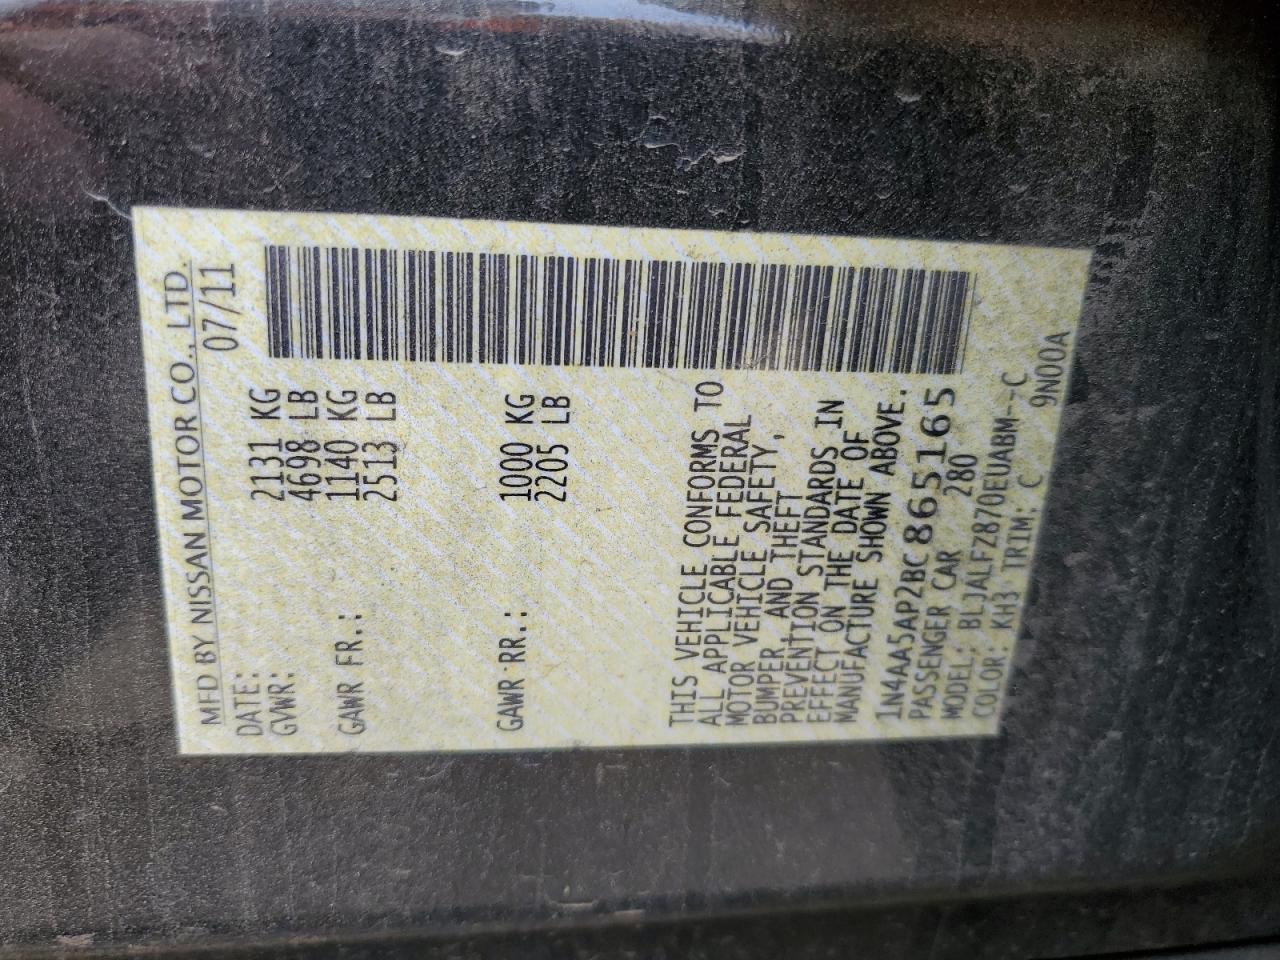 MFD BY NISSAN MOTOR CO., LTD.
DATE: 07/11
GVWR: 2131 KG
4698 LB
GAWR FR.: 1140 KG
2513 LB
GAWR RR.: 1000 KG
2205 LB
THIS VEHICLE CONFORMS TO
ALL APPLICABLE FEDERAL
MOTOR VEHICLE SAFETY,
BUMPER, AND THEFT
PREVENTION STANDARDS IN
EFFECT ON THE DATE OF
MANUFACTURE SHOWN ABOVE.
1N4AA5AP2BC865165
PASSENGER CAR 280
MODEL: BLJALFZ870EUABM--C
COLOR: KH3 TRIM: C 9N00A